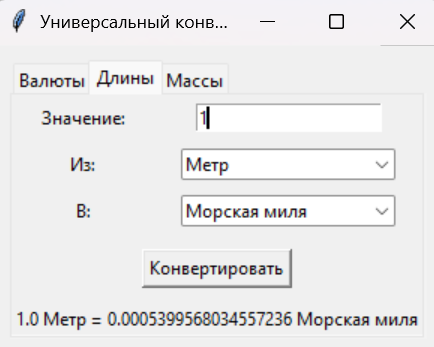 Универсальный конв...
Валюты Длины Массы
Значение: 1
Из: Метр
В: Морская миля
Конвертировать
1.0 Метр = 0.0005399568034557236 Морская миля